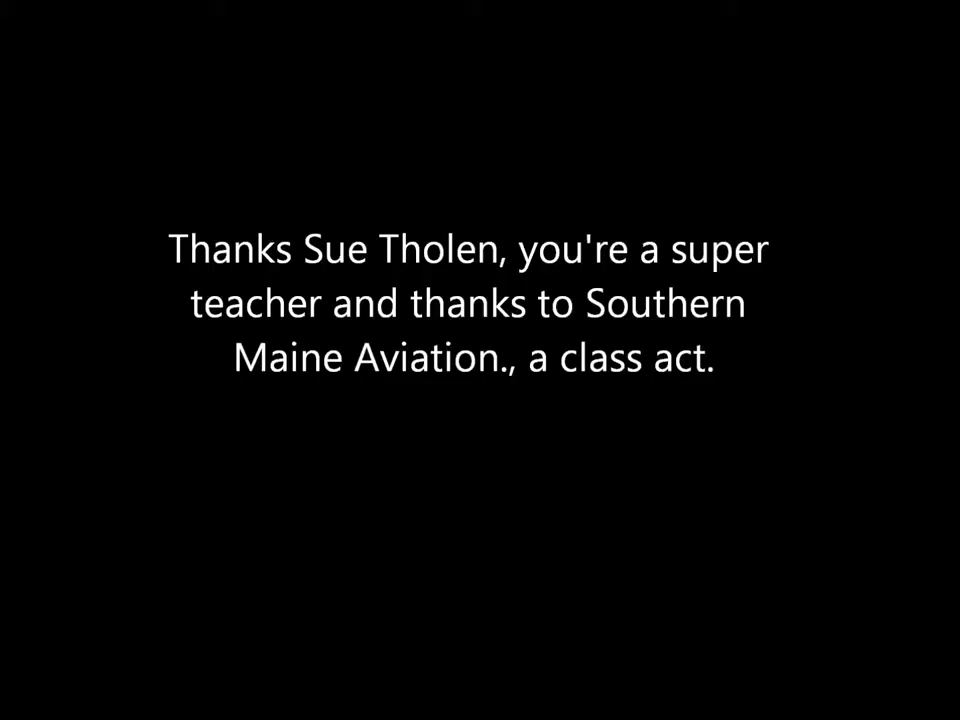 Thanks Sue Tholen, you're a super
teacher and thanks to Southern
Maine Aviation., a class act.